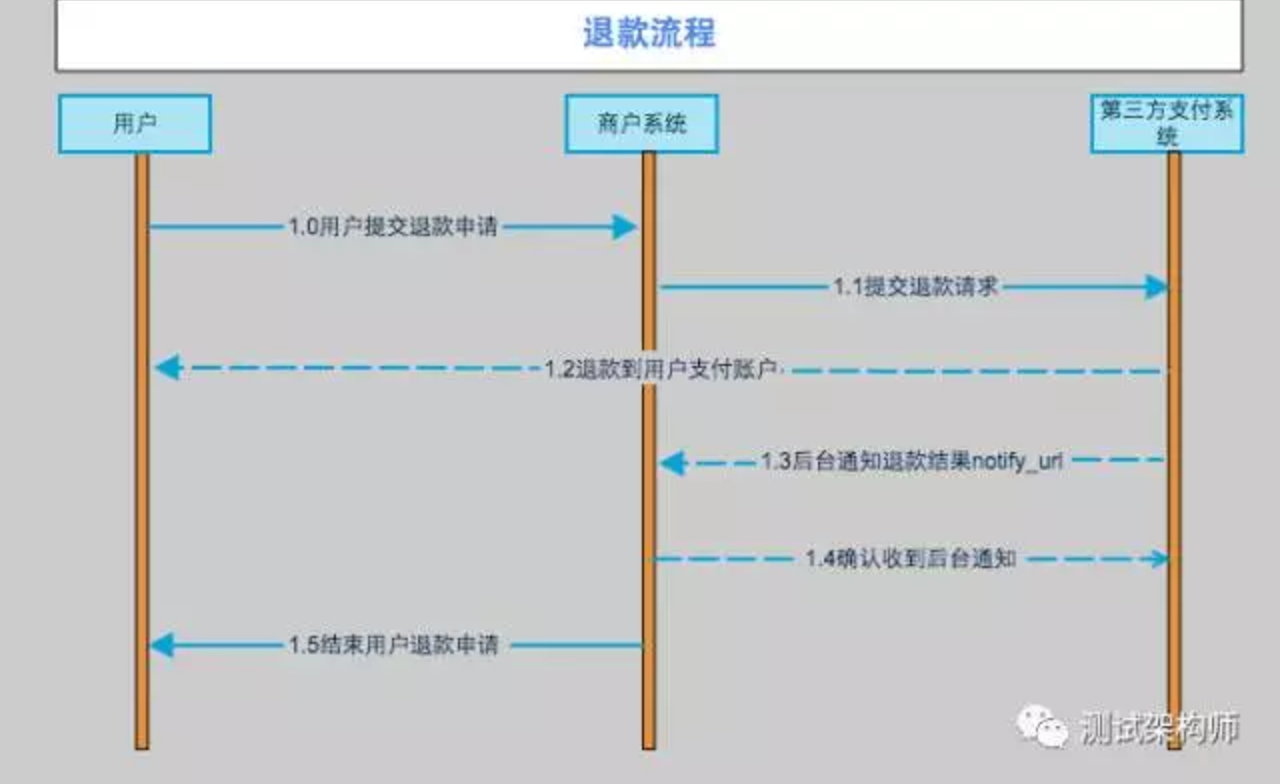 退款流程
用户
商户系统
第三方支付系
统
1.0用户提交退款申请
1.1提交退款请求
1.2退款到用户支付账户
1.3后台通知退款结果notify_url
1.4确认收到后台通知
1.5结束用户退款申请
测试架构师